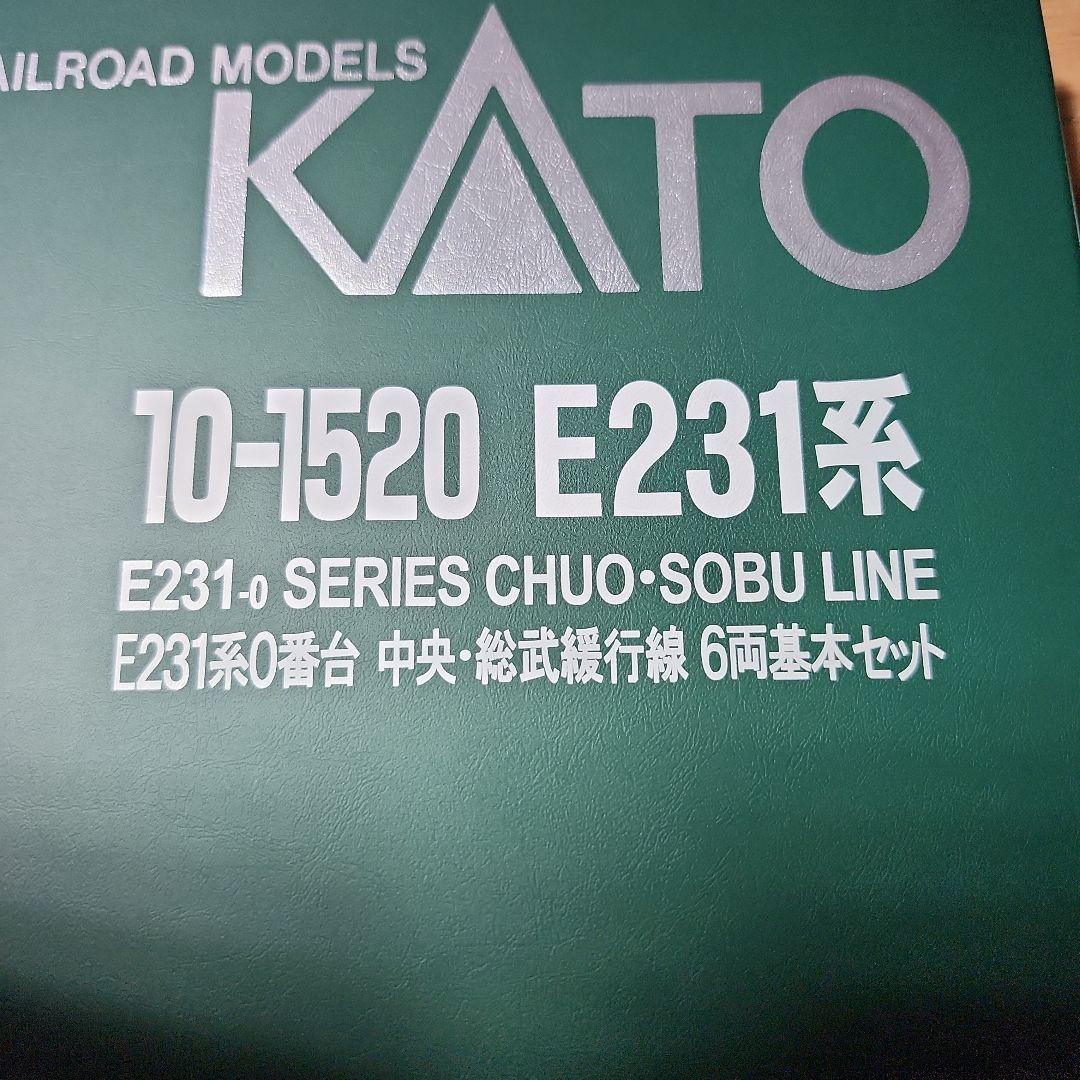 AILROAD MODELS
KATO
10-1520 E231系
E231-0 SERIES CHUO・SOBU LINE
E231系0番台 中央・総武緩行線 6両基本セット